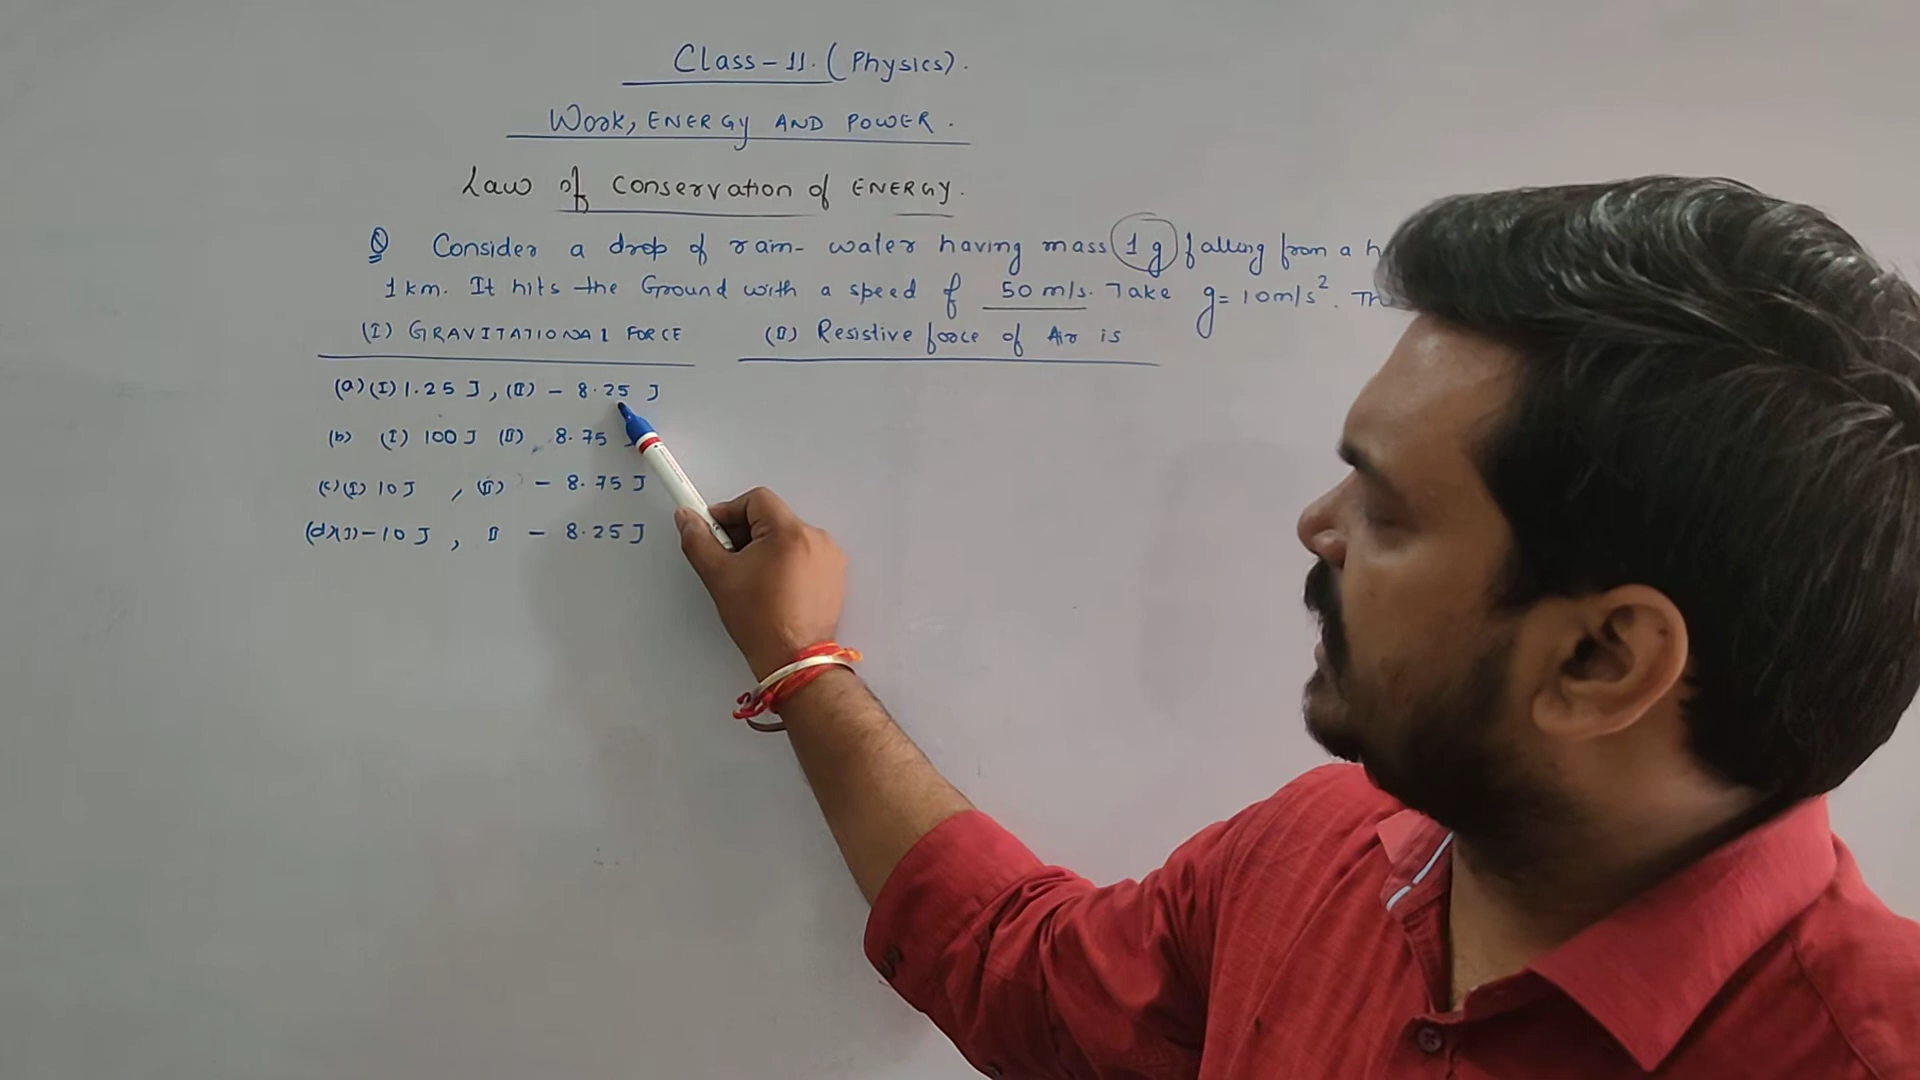 Class-11. (Physics).
Work, ENERGY AND POWER.
Law of Conservation of ENERGY.
Q Consider a drop of rain-water having mass 1 g falling from a
1 km. It hits the Ground with a speed of 50 m/s. Take g = 10 m/s².
(I) GRAVITATIONAL FORCE (II) Resistive force of Air is
(a) (I) 1.25 J, (II) - 8.25 J
(b) (I) 100 J (II) 8.75
(c) (I) 10 J, (II) - 8.75 J
(d) (I) - 10 J, II - 8.25 J